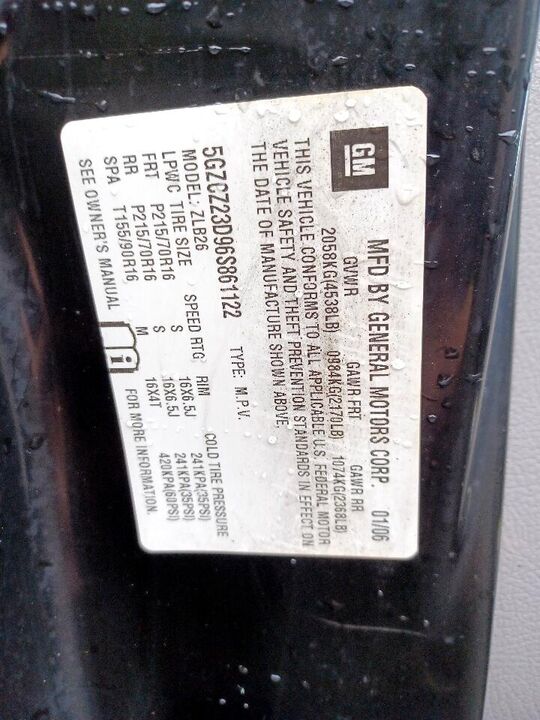 GM
MFD BY GENERAL MOTORS CORP. 01/06
GVWR GAWR FRT GAWR RR
2058KG(4538LB) 0984KG(2170LB) 1074KG(2368LB)
THIS VEHICLE CONFORMS TO ALL APPLICABLE U.S. FEDERAL MOTOR
VEHICLE SAFETY AND THEFT PREVENTION STANDARDS IN EFFECT ON
THE DATE OF MANUFACTURE SHOWN ABOVE.
5GZCZ23D96S861122 TYPE: M.P.V.
MODEL: ZLB26
LPWC TIRE SIZE SPEED RTG RIM COLD TIRE PRESSURE
FRT P215/70R16 S 16X6.5J 241KPA(35PSI)
RR P215/70R16 S 16X6.5J 241KPA(35PSI)
SPA T155/90R16 M 16X4T 420KPA(60PSI)
SEE OWNER'S MANUAL FOR MORE INFORMATION.